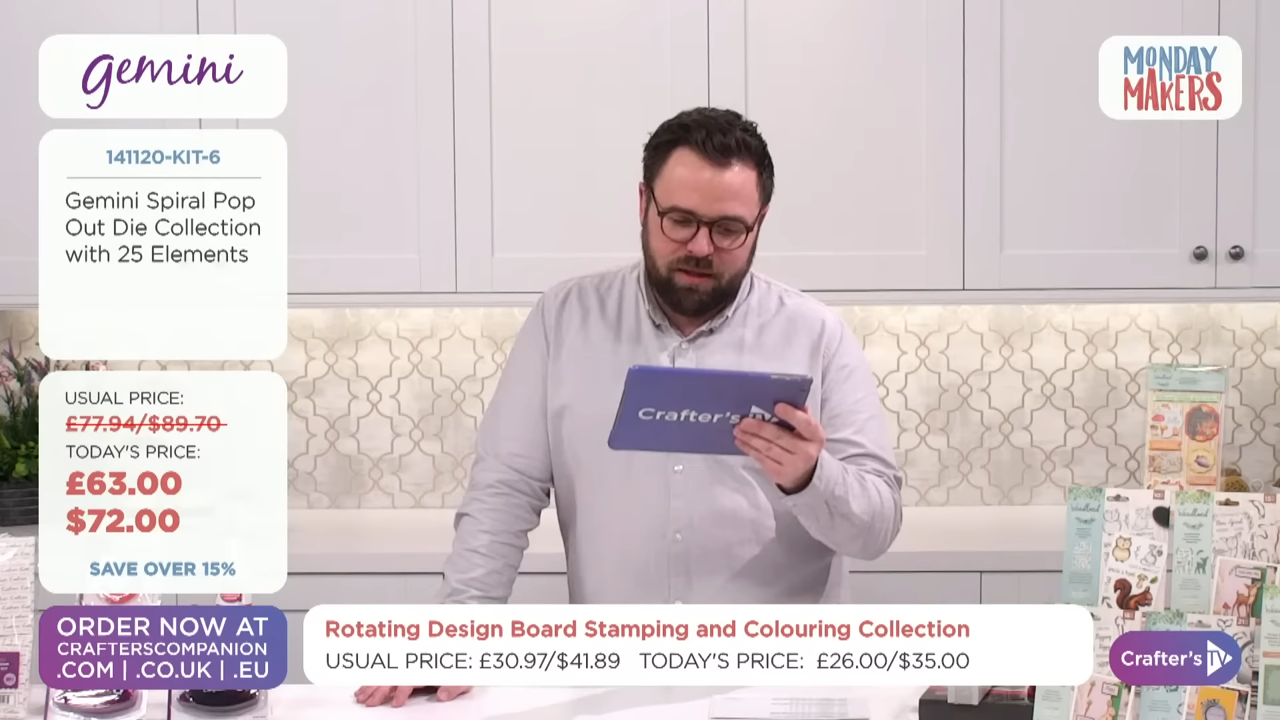 gemini
MONDAY
MAKERS
141120-KIT-6
Gemini Spiral Pop
Out Die Collection
with 25 Elements
USUAL PRICE:
£77.94/$89.70
TODAY'S PRICE:
£63.00
$72.00
SAVE OVER 15%
Crafter's TV
ORDER NOW AT
CRAFTERSCOMPANION
.COM | .CO.UK | .EU
Rotating Design Board Stamping and Colouring Collection
USUAL PRICE: £30.97/$41.89 TODAY'S PRICE: £26.00/$35.00
Crafter's TV